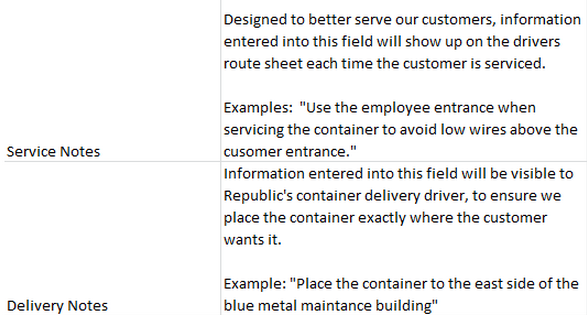 Designed to better serve our customers, information
entered into this field will show up on the drivers
route sheet each time the customer is serviced.
Examples:  "Use the employee entrance when
servicing the container to avoid low wires above the
Service Notes
cusomer entrance."
Information entered into this field will be visible to
Republic's container delivery driver, to ensure we
place the container exactly where the customer
wants it.
Example: "Place the container to the east side of the
Delivery Notes
blue metal maintance building"